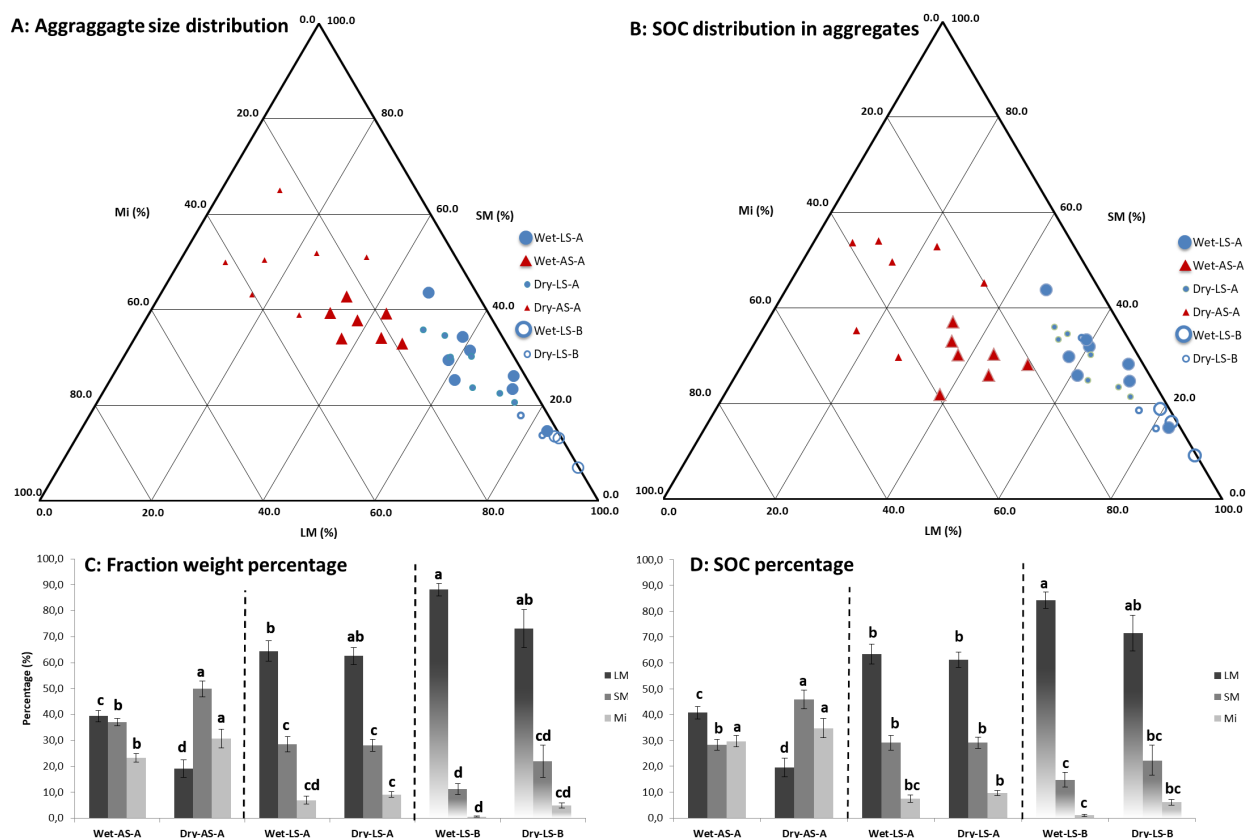 A: Aggraggagte size distribution
0.0 100.0
20.0 80.0
40.0 60.0
Mi (%) SM (%)
60.0 40.0
80.0 20.0
100.0 0.0
0.0 20.0 40.0 60.0 80.0 100.0
LM (%)
Wet-LS-A
Wet-AS-A
Dry-LS-A
Dry-AS-A
Wet-LS-B
Dry-LS-B
B: SOC distribution in aggregates
0.0 100.0
20.0 80.0
40.0 60.0
Mi (%) SM (%)
60.0 40.0
80.0 20.0
100.0 0.0
0.0 20.0 40.0 60.0 80.0 100.0
LM (%)
Wet-LS-A
Wet-AS-A
Dry-LS-A
Dry-AS-A
Wet-LS-B
Dry-LS-B
C: Fraction weight percentage
Percentage (%)
100,0
90,0
80,0
70,0
60,0
50,0
40,0
30,0
20,0
10,0
0,0
c b b
d a a
b c cd
ab c c
a d d
ab cd cd
Wet-AS-A Dry-AS-A Wet-LS-A Dry-LS-A Wet-LS-B Dry-LS-B
LM
SM
Mi
D: SOC percentage
100,0
90,0
80,0
70,0
60,0
50,0
40,0
30,0
20,0
10,0
0,0
c b a
d a a
b b bc
b b b
a c c
ab bc bc
Wet-AS-A Dry-AS-A Wet-LS-A Dry-LS-A Wet-LS-B Dry-LS-B
LM
SM
Mi